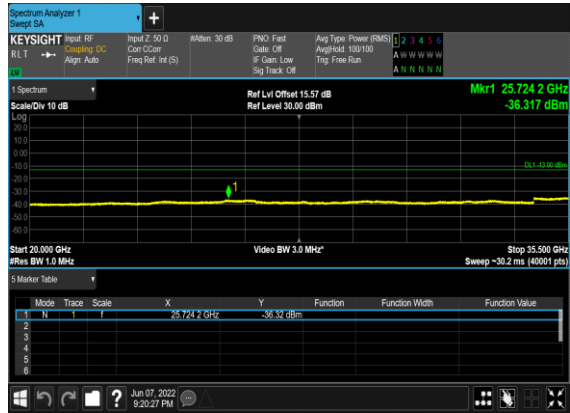 Spectrum Analyzer 1
Swept SA
KEYSIGHT Input: RF Input Z: 50 Ω #Atten: 30 dB PNO: Fast Avg Type: Power (RMS) 1 2 3 4 5 6
RLT Coupling: DC Corr CCorr Gate: Off Avg|Hold: 100/100 A W W W W W
Align: Auto Freq Ref: Int (S) IF Gain: Low Trig: Free Run
Sig Track: Off A N N N N N
1 Spectrum Ref Lvl Offset 15.57 dB Mkr1 25.724 2 GHz
Scale/Div 10 dB Ref Level 30.00 dBm -36.317 dBm
Log
20.0
10.0
0.00
-10.0 DL1 -13.00 dBm
-20.0
-30.0 1
-40.0
-50.0
-60.0
Start 20.000 GHz Video BW 3.0 MHz* Stop 35.500 GHz
#Res BW 1.0 MHz Sweep ~30.2 ms (40001 pts)
5 Marker Table
Mode Trace Scale X Y Function Function Width Function Value
1 N 1 f 25.724 2 GHz -36.32 dBm
2
3
4
5
6
? Jun 07, 2022
9:20:27 PM